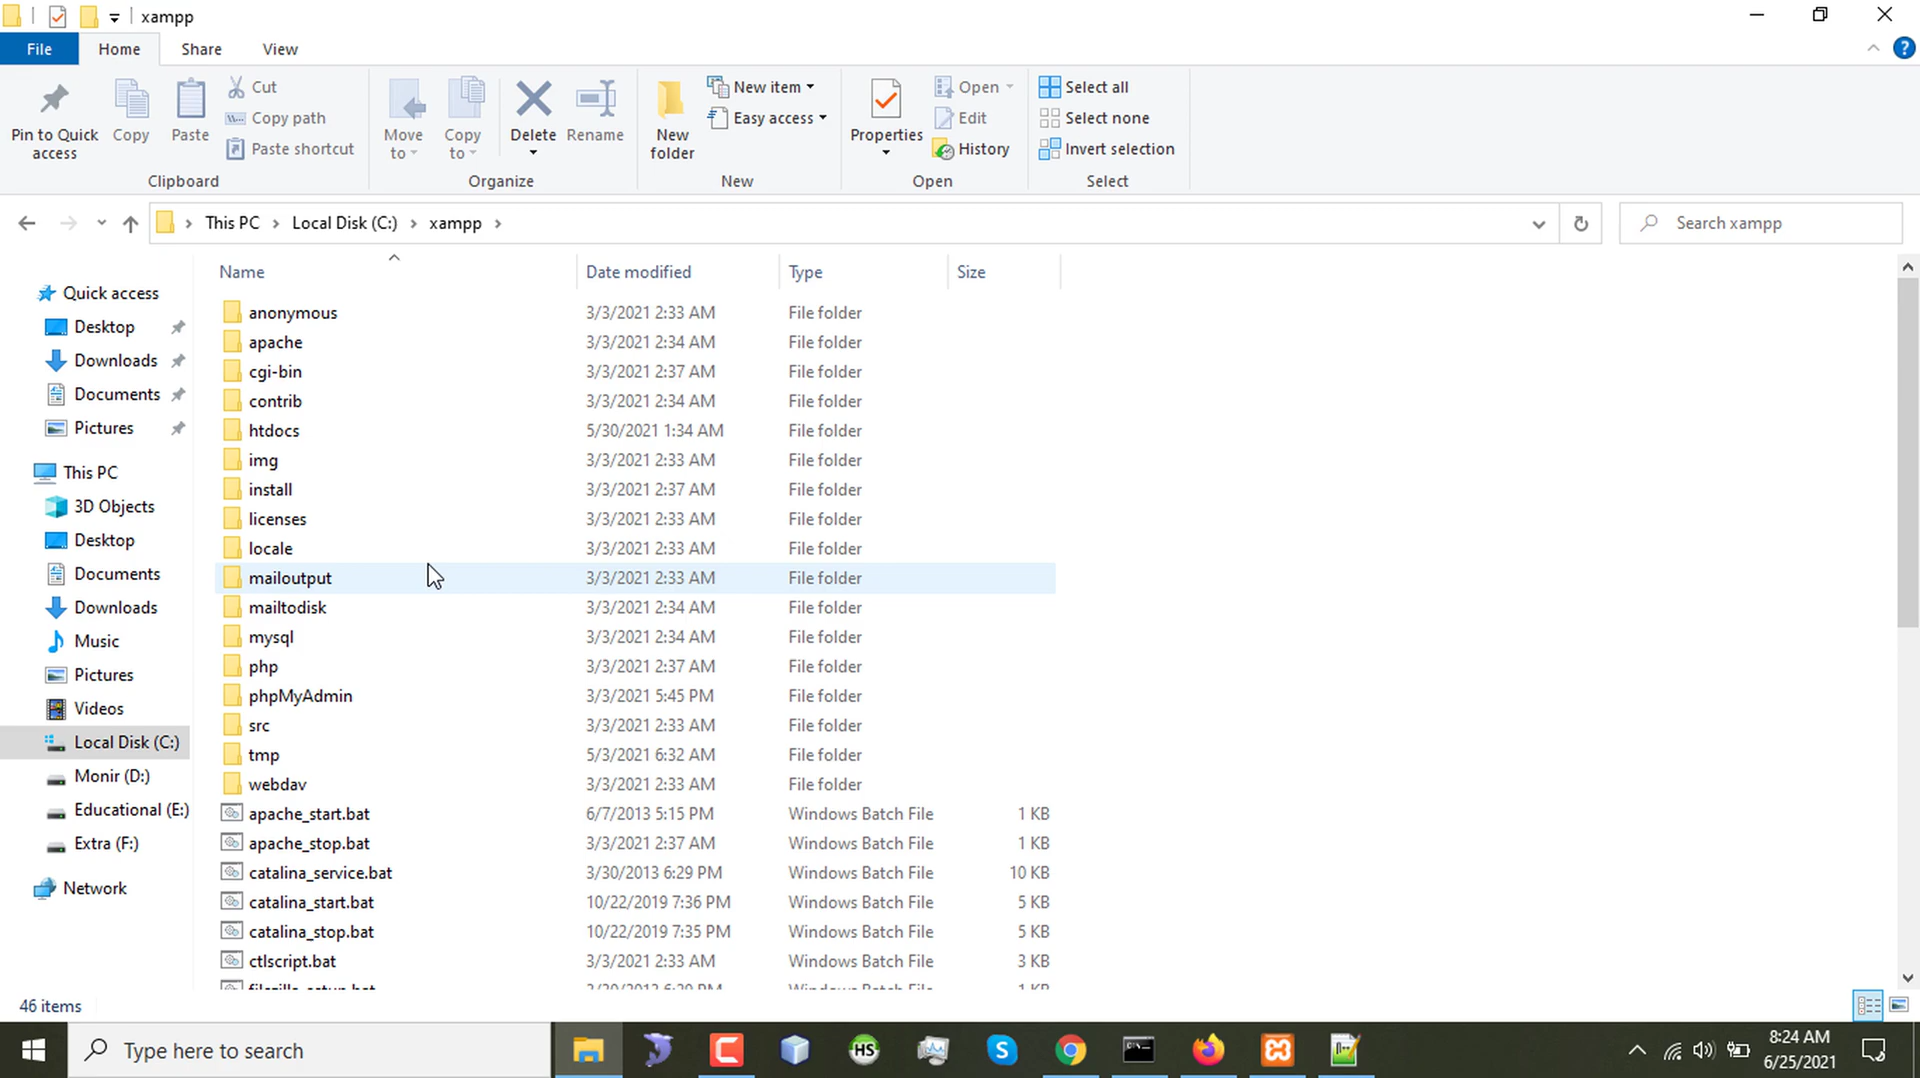 xampp
File Home Share View
Pin to Quick access
Copy
Paste
Cut
Copy path
Paste shortcut
Clipboard
Move to
Copy to
Delete
Rename
Organize
New folder
New item
Easy access
New
Properties
Open
Edit
History
Open
Select all
Select none
Invert selection
Select
This PC Local Disk (C:) xampp
Search xampp
Quick access
Desktop
Downloads
Documents
Pictures
This PC
3D Objects
Desktop
Documents
Downloads
Music
Pictures
Videos
Local Disk (C:)
Monir (D:)
Educational (E:)
Extra (F:)
Network
Name Date modified Type Size
anonymous 3/3/2021 2:33 AM File folder
apache 3/3/2021 2:34 AM File folder
cgi-bin 3/3/2021 2:37 AM File folder
contrib 3/3/2021 2:34 AM File folder
htdocs 5/30/2021 1:34 AM File folder
img 3/3/2021 2:33 AM File folder
install 3/3/2021 2:37 AM File folder
licenses 3/3/2021 2:33 AM File folder
locale 3/3/2021 2:33 AM File folder
mailoutput 3/3/2021 2:33 AM File folder
mailtodisk 3/3/2021 2:34 AM File folder
mysql 3/3/2021 2:34 AM File folder
php 3/3/2021 2:37 AM File folder
phpMyAdmin 3/3/2021 5:45 PM File folder
src 3/3/2021 2:33 AM File folder
tmp 5/3/2021 6:32 AM File folder
webdav 3/3/2021 2:33 AM File folder
apache_start.bat 6/7/2013 5:15 PM Windows Batch File 1 KB
apache_stop.bat 3/3/2021 2:37 AM Windows Batch File 1 KB
catalina_service.bat 3/30/2013 6:29 PM Windows Batch File 10 KB
catalina_start.bat 10/22/2019 7:36 PM Windows Batch File 5 KB
catalina_stop.bat 10/22/2019 7:35 PM Windows Batch File 5 KB
ctlscript.bat 3/3/2021 2:33 AM Windows Batch File 3 KB
46 items
Type here to search
HS
8:24 AM
6/25/2021